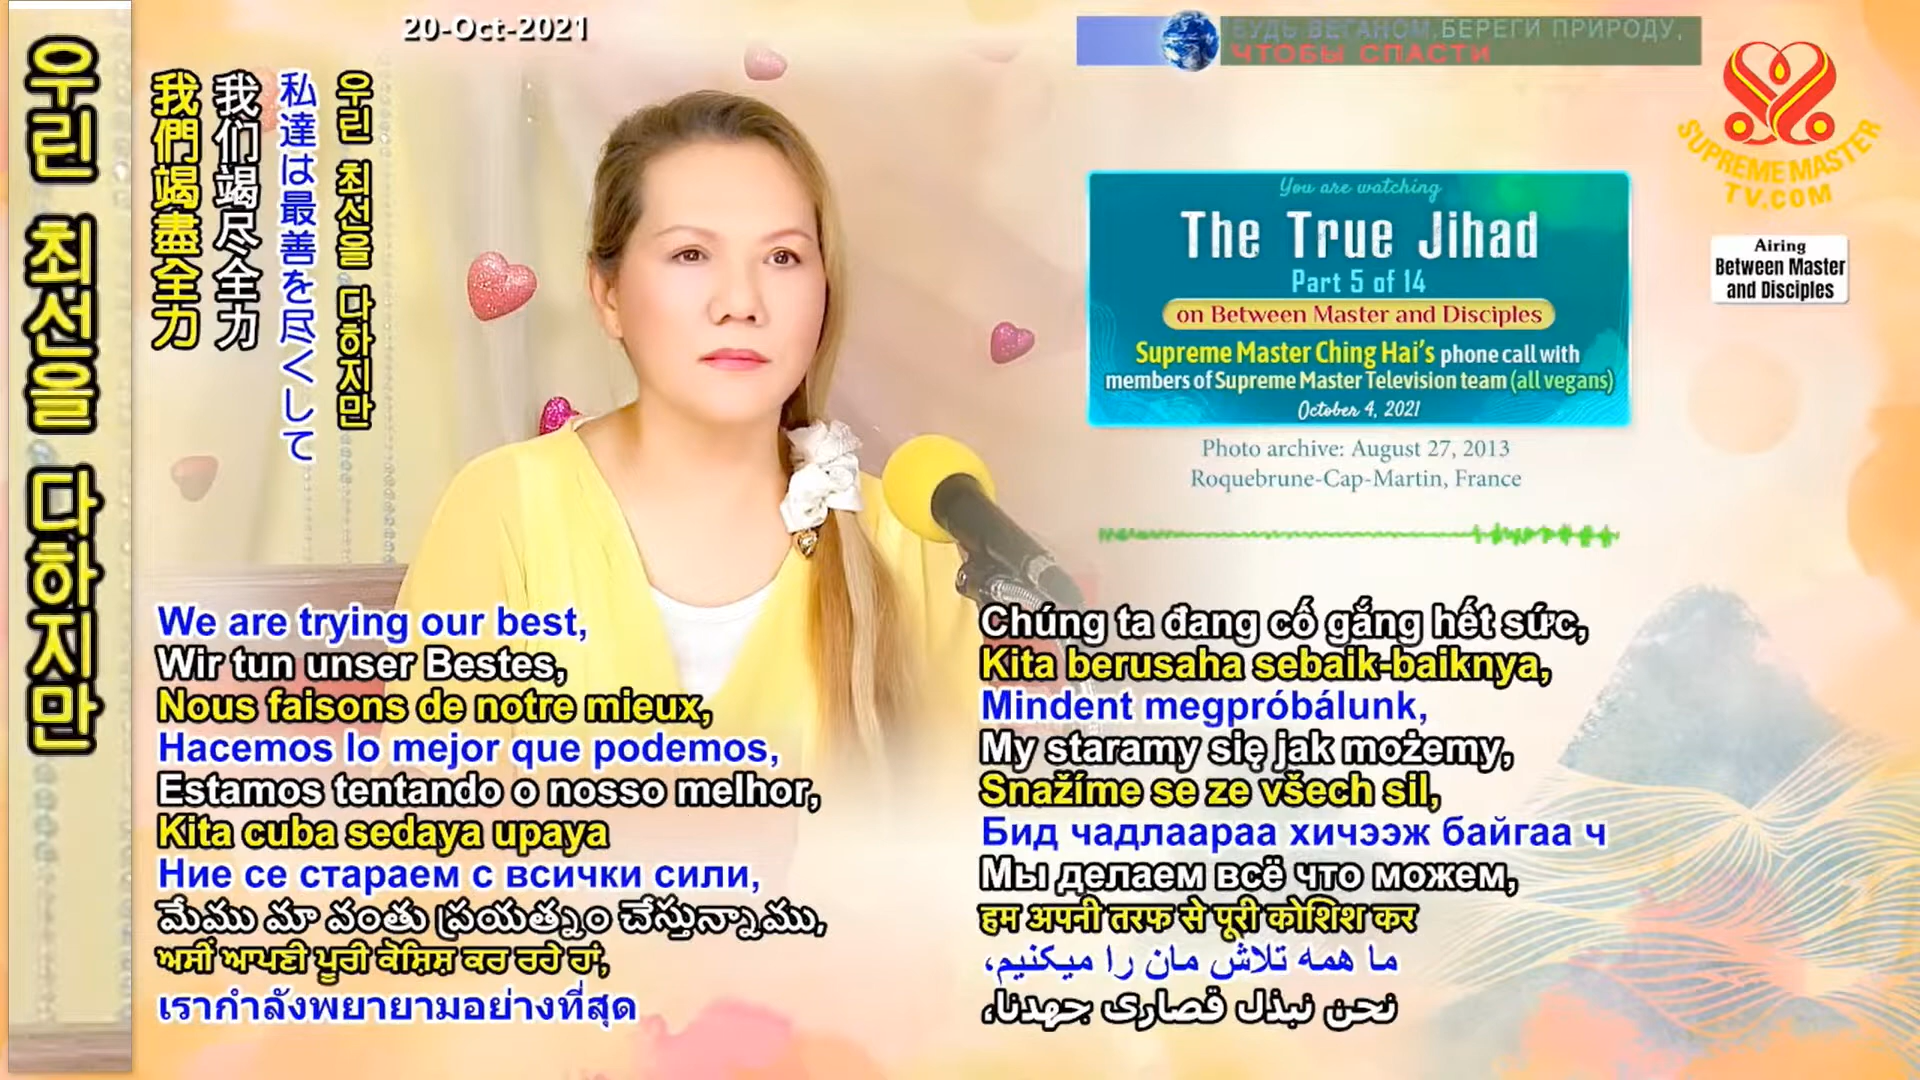 20-Oct-2021
БУДЬ ВЕГАНОМ, БЕРЕГИ ПРИРОДУ,
ЧТОБЫ СПАСТИ
SUPREME MASTER
TV.COM
Airing
Between Master
and Disciples
우린 최선을 다하지만
我們竭盡全力
我们竭尽全力
私達は最善を尽くして
우린 최선을 다하지만
You are watching
The True Jihad
Part 5 of 14
on Between Master and Disciples
Supreme Master Ching Hai's phone call with
members of Supreme Master Television team (all vegans)
October 4, 2021
Photo archive: August 27, 2013
Roquebrune-Cap-Martin, France
We are trying our best,
Wir tun unser Bestes,
Nous faisons de notre mieux,
Hacemos lo mejor que podemos,
Estamos tentando o nosso melhor,
Kita cuba sedaya upaya
Ние се стараем с всички сили,
మేము మా వంతు ప్రయత్నం చేస్తున్నాము,
ਅਸੀਂ ਆਪਣੀ ਪੂਰੀ ਕੋਸ਼ਿਸ਼ ਕਰ ਰਹੇ ਹਾਂ,
เรากำลังพยายามอย่างที่สุด
Chúng ta đang cố gắng hết sức,
Kita berusaha sebaik-baiknya,
Mindent megpróbálunk,
My staramy się jak możemy,
Snažíme se ze všech sil,
Бид чадлаараа хичээж байгаа ч
Мы делаем всё что можем,
हम अपनी तरफ से पूरी कोशिश कर
ما همه تلاش مان را میکنیم،
نحن نبذل قصارى جهدنا،